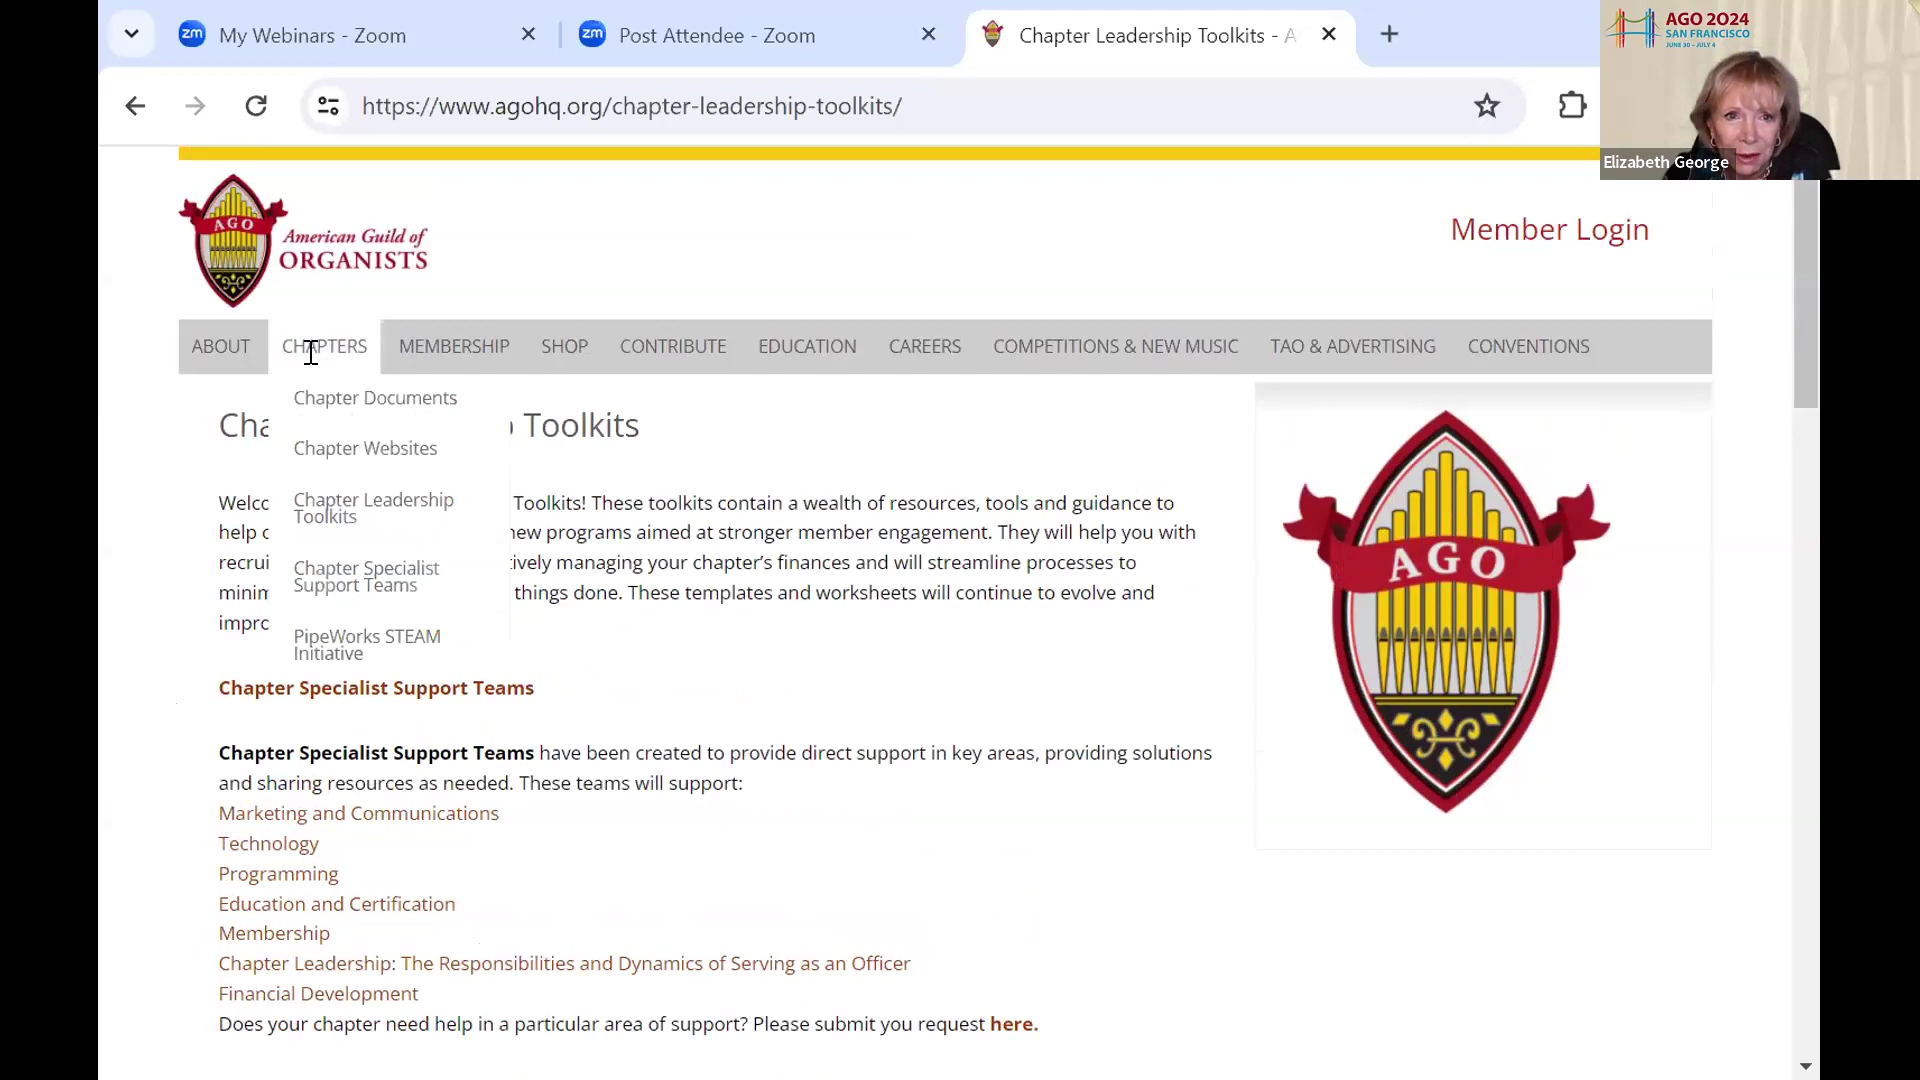 My Webinars - Zoom
Post Attendee - Zoom
Chapter Leadership Toolkits - A
AGO 2024
SAN FRANCISCO
JUNE 30 - JULY 4
https://www.agohq.org/chapter-leadership-toolkits/
Elizabeth George
AGO
American Guild of
ORGANISTS
Member Login
ABOUT CHAPTERS MEMBERSHIP SHOP CONTRIBUTE EDUCATION CAREERS COMPETITIONS & NEW MUSIC TAO & ADVERTISING CONVENTIONS
Chapter Documents
Chapter Websites
Chapter Leadership
Toolkits
Chapter Specialist
Support Teams
PipeWorks STEAM
Initiative
Cha Toolkits
Welco Toolkits! These toolkits contain a wealth of resources, tools and guidance to
help c new programs aimed at stronger member engagement. They will help you with
recrui tively managing your chapter's finances and will streamline processes to
minim things done. These templates and worksheets will continue to evolve and
impro
AGO
Chapter Specialist Support Teams
Chapter Specialist Support Teams have been created to provide direct support in key areas, providing solutions
and sharing resources as needed. These teams will support:
Marketing and Communications
Technology
Programming
Education and Certification
Membership
Chapter Leadership: The Responsibilities and Dynamics of Serving as an Officer
Financial Development
Does your chapter need help in a particular area of support? Please submit you request here.